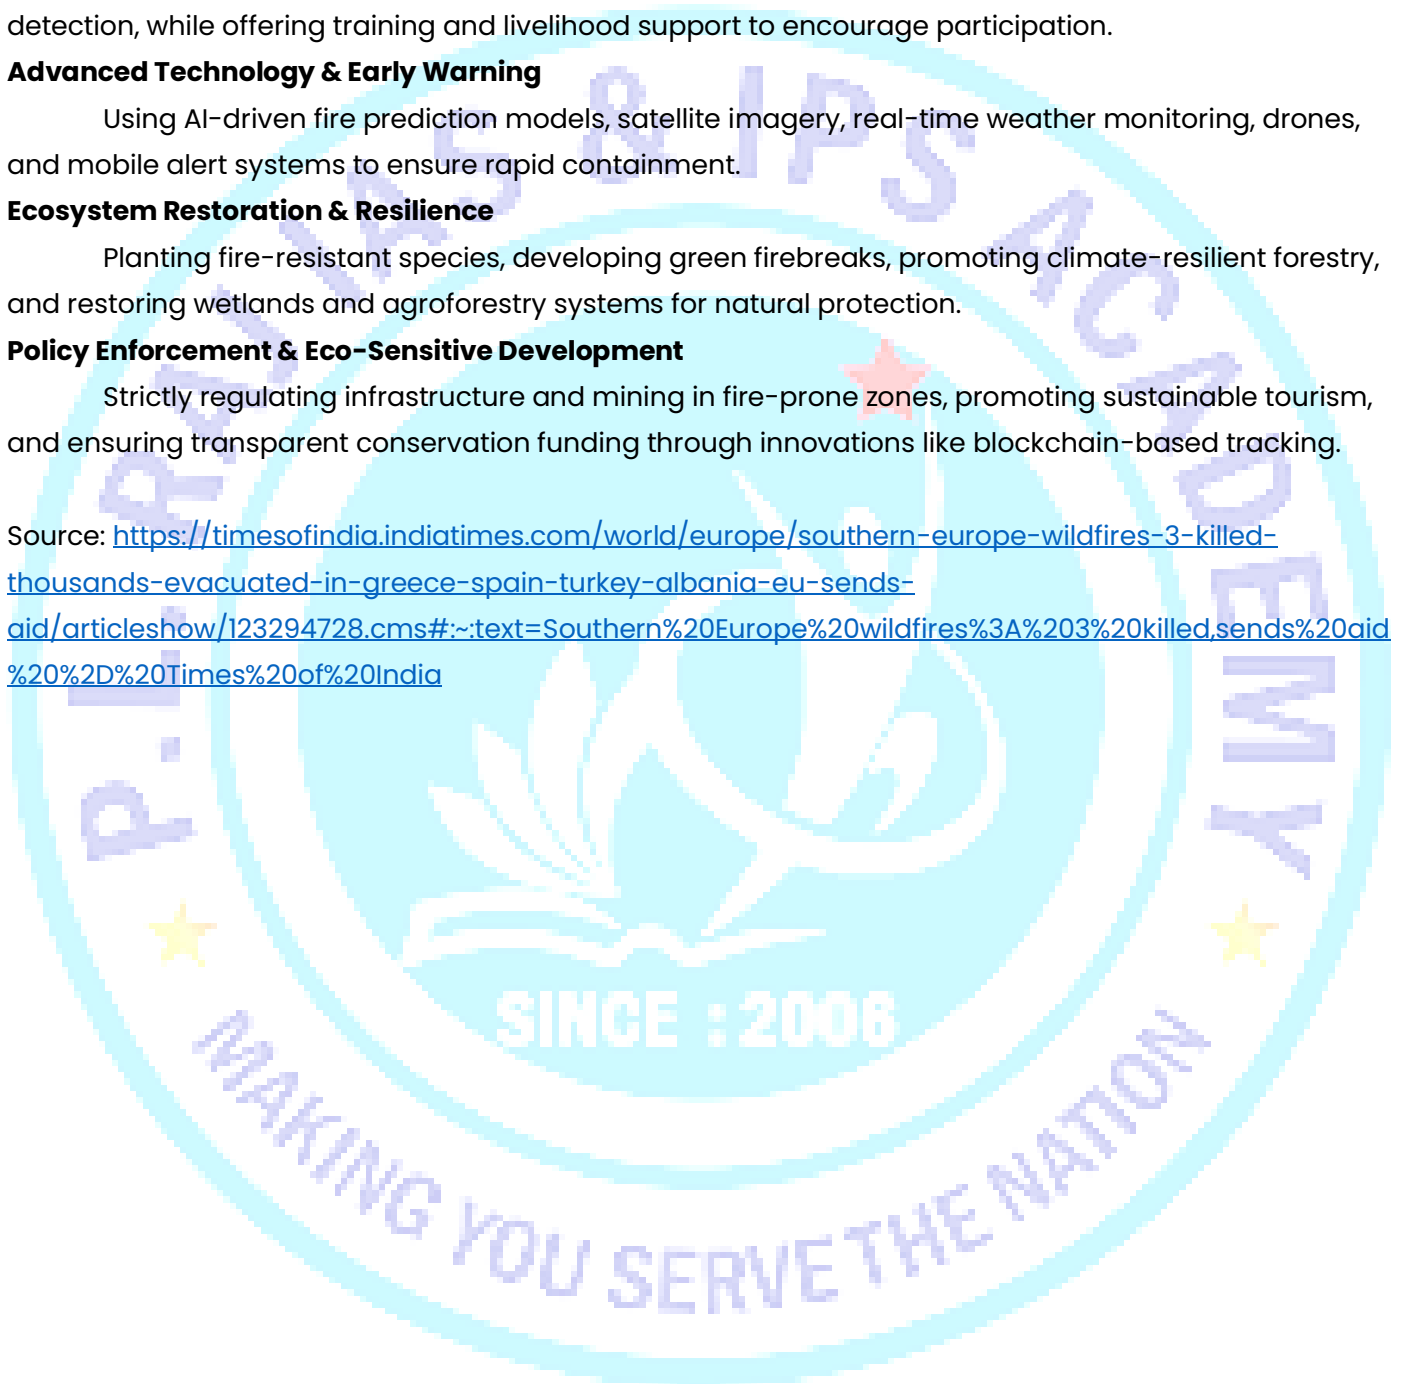 detection, while offering training and livelihood support to encourage participation.
Advanced Technology & Early Warning
Using AI-driven fire prediction models, satellite imagery, real-time weather monitoring, drones,
and mobile alert systems to ensure rapid containment.
Ecosystem Restoration & Resilience
Planting fire-resistant species, developing green firebreaks, promoting climate-resilient forestry,
and restoring wetlands and agroforestry systems for natural protection.
Policy Enforcement & Eco-Sensitive Development
Strictly regulating infrastructure and mining in fire-prone zones, promoting sustainable tourism,
and ensuring transparent conservation funding through innovations like blockchain-based tracking.
Source: https://timesofindia.indiatimes.com/world/europe/southern-europe-wildfires-3-killed-
thousands-evacuated-in-greece-spain-turkey-albania-eu-sends-
aid/articleshow/123294728.cms#:~:text=Southern%20Europe%20wildfires%3A%203%20killed,sends%20aid
%20%2D%20Times%20of%20India
P.L. RAJ IAS & IPS ACADEMY
SINCE : 2006
MAKING YOU SERVE THE NATION